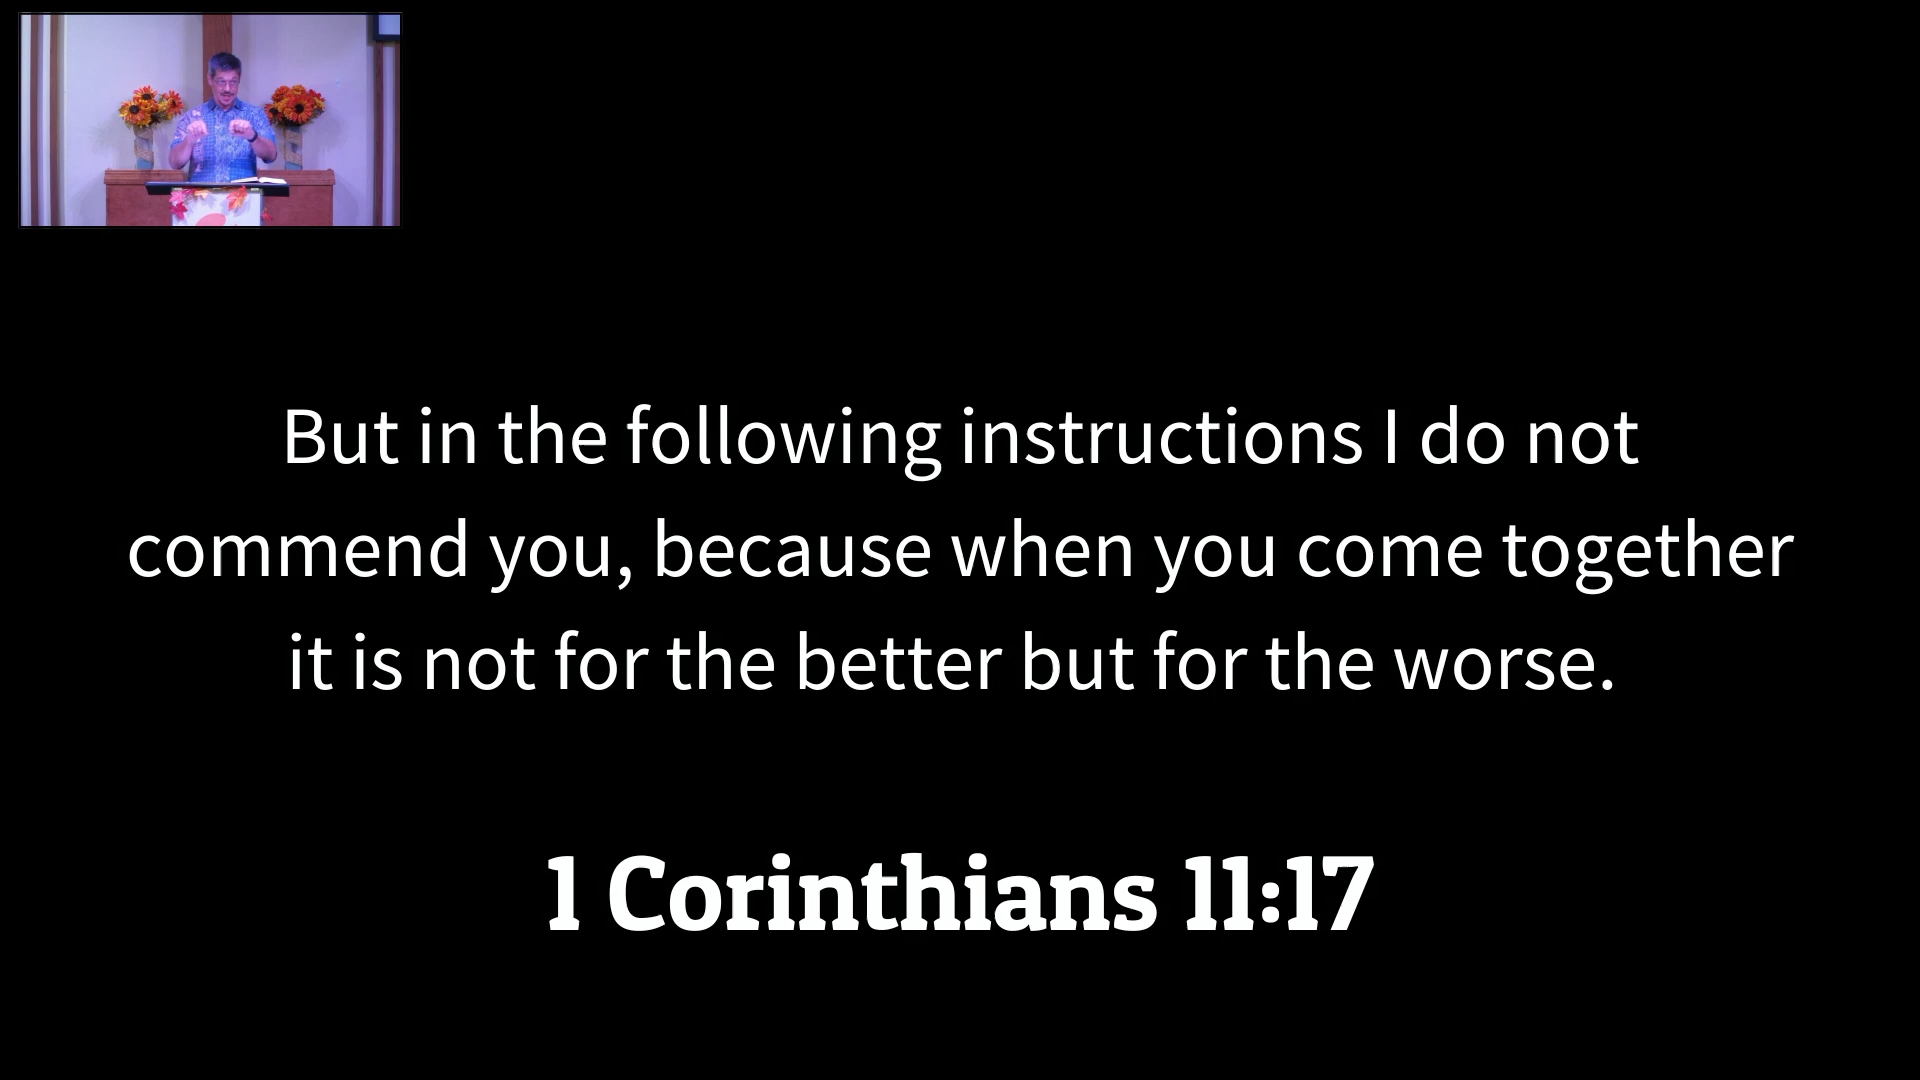 But in the following instructions I do not
commend you, because when you come together
it is not for the better but for the worse.
1 Corinthians 11:17